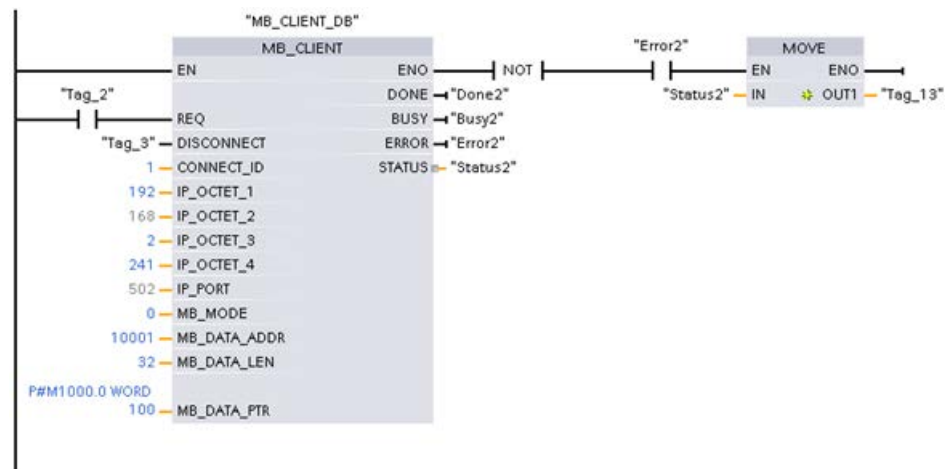 "MB_CLIENT_DB"
MB_CLIENT
"Error2"
MOVE
EN
ENO
NOT
EN
ENO
"Tag_2"
DONE
"Done2"
"Status2"
IN
OUT1
"Tag_13"
REQ
BUSY
"Busy2"
"Tag_3"
DISCONNECT
ERROR
"Error2"
1
CONNECT_ID
STATUS
"Status2"
192
IP_OCTET_1
168
IP_OCTET_2
2
IP_OCTET_3
241
IP_OCTET_4
502
IP_PORT
0
MB_MODE
10001
MB_DATA_ADDR
32
MB_DATA_LEN
P#M1000.0 WORD
100
MB_DATA_PTR